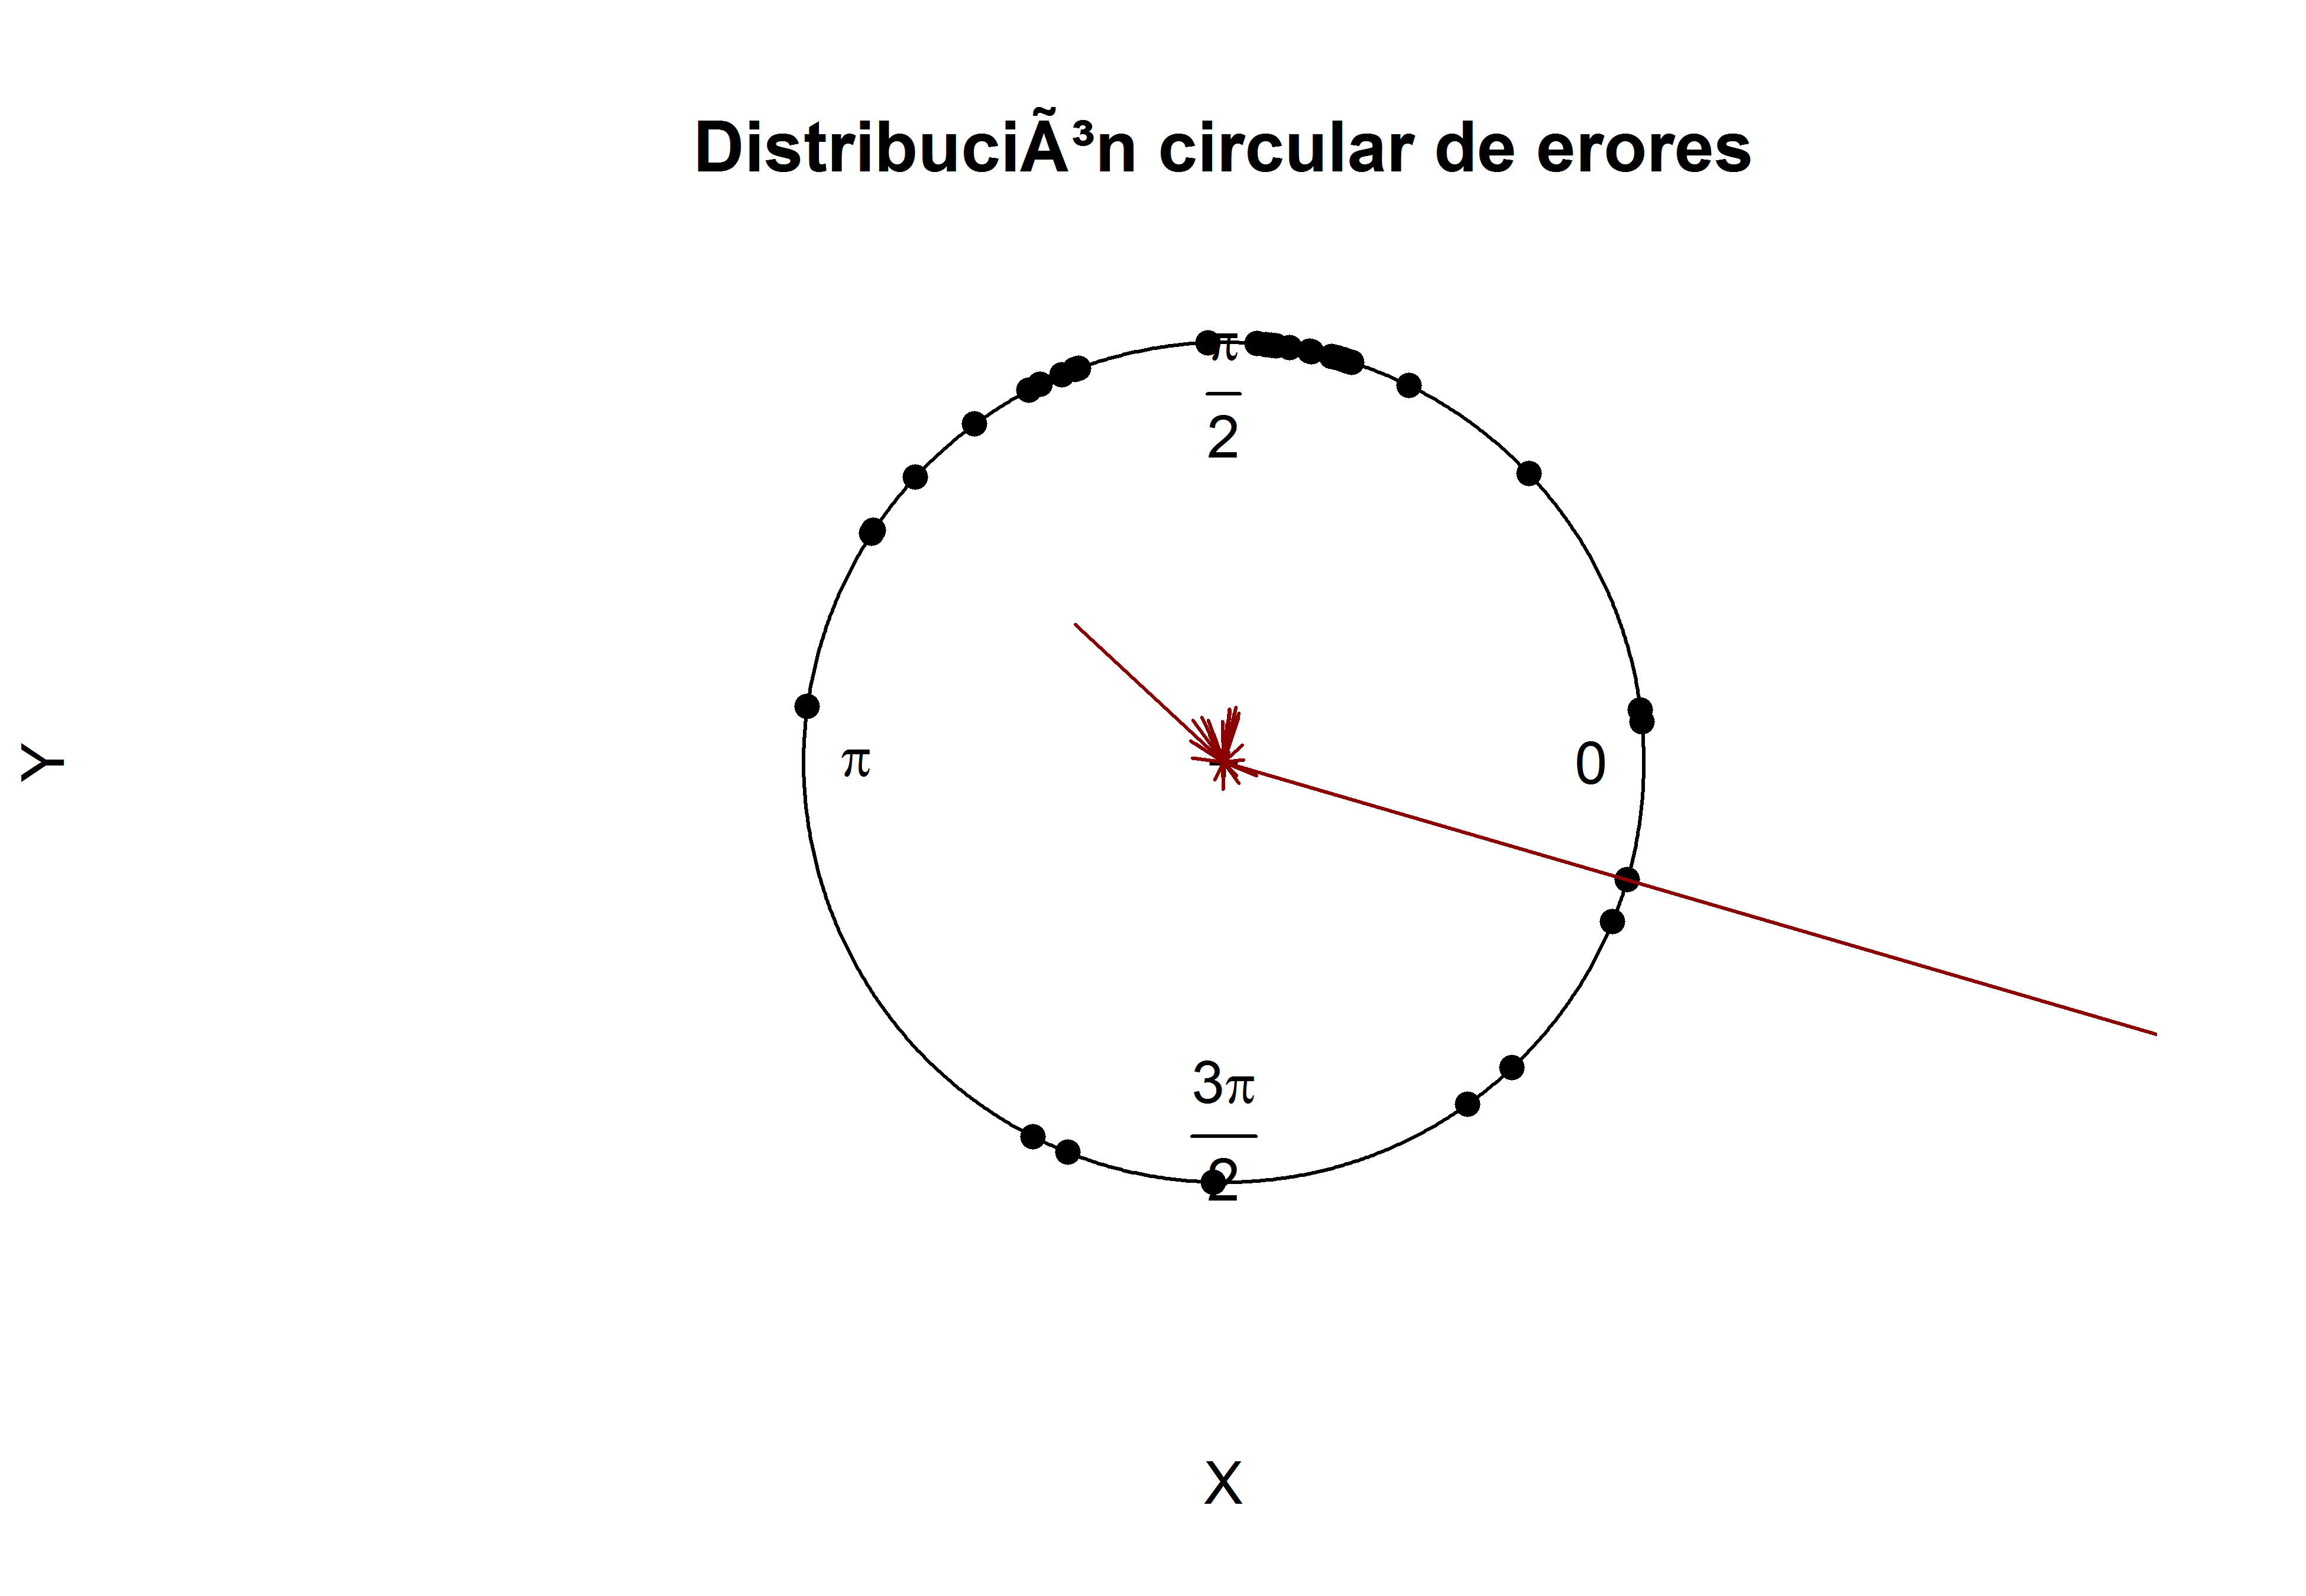 DistribuciÃ³n circular de erores
π
2
π
0
Y
3π
2
X